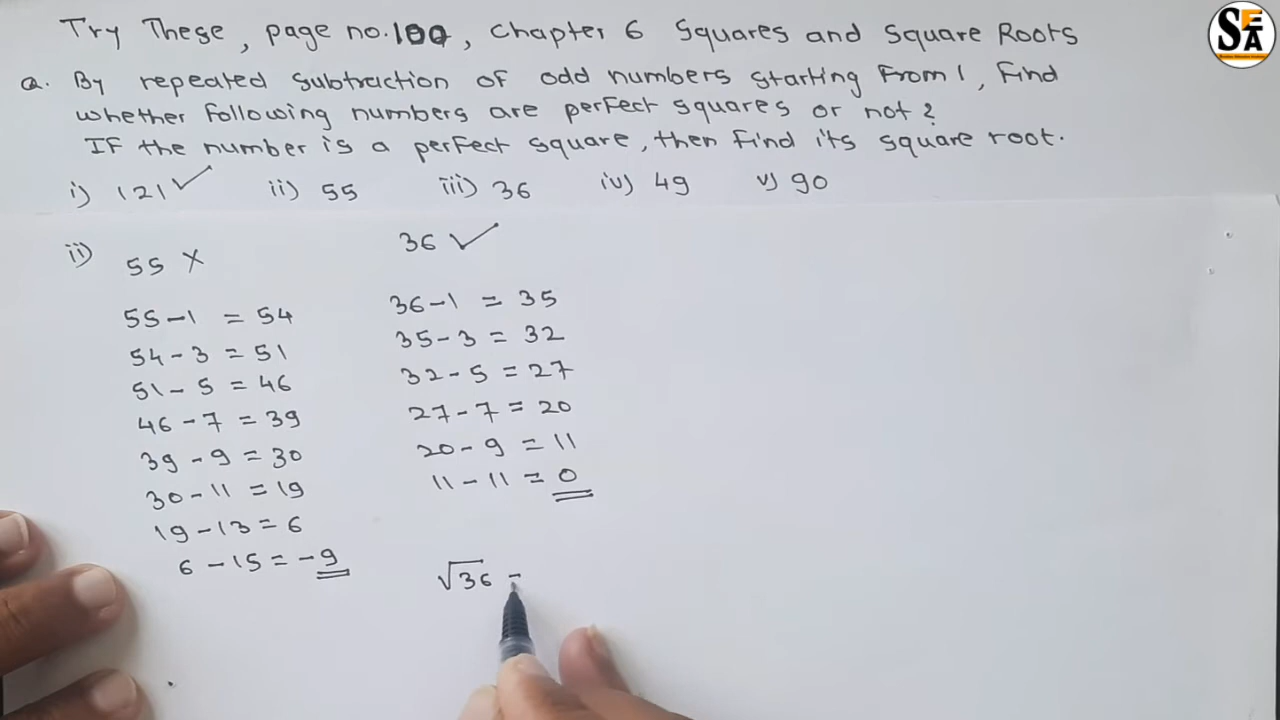 Try These, page no.100, Chapter 6 Squares and Square Roots
Q. By repeated subtraction of odd numbers starting from 1, Find
whether following numbers are perfect squares or not?
If the number is a perfect square, then find its square root.
i) 121 ✓ ii) 55 iii) 36 iv) 49 v) 90
ii) 55 ✗
55-1 = 54
54-3 = 51
51-5 = 46
46-7 = 39
39-9 = 30
30-11 = 19
19-13 = 6
6-15 = -9
36 ✓
36-1 = 35
35-3 = 32
32-5 = 27
27-7 = 20
20-9 = 11
11-11 = 0
√36 =
SFEA